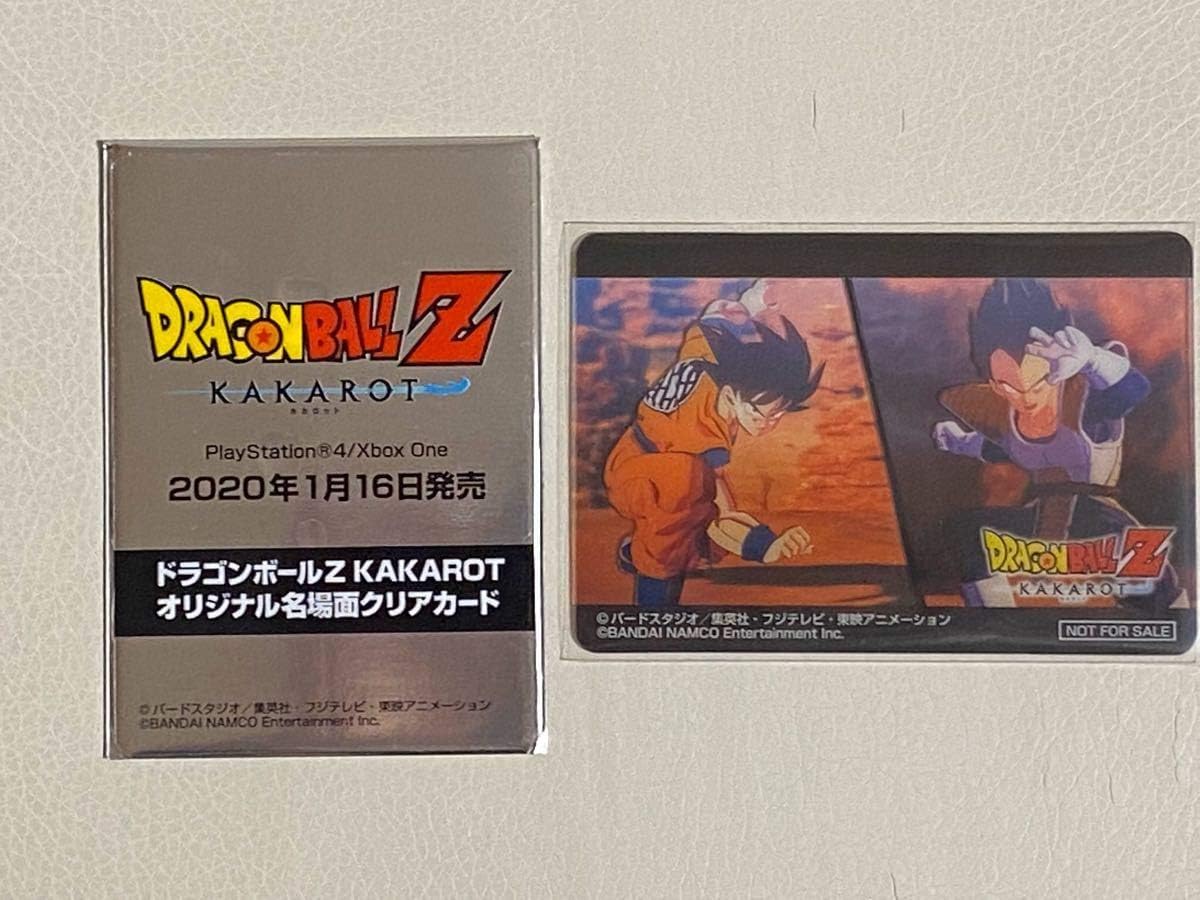 DRAGON BALL Z
KAKAROT
カカロット
PlayStation®4/Xbox One
2020年1月16日発売
ドラゴンボールZ KAKAROT
オリジナル名場面クリアカード
©バードスタジオ／集英社・フジテレビ・東映アニメーション
©BANDAI NAMCO Entertainment Inc.
DRAGON BALL Z
KAKAROT
©バードスタジオ／集英社・フジテレビ・東映アニメーション
©BANDAI NAMCO Entertainment Inc.
NOT FOR SALE